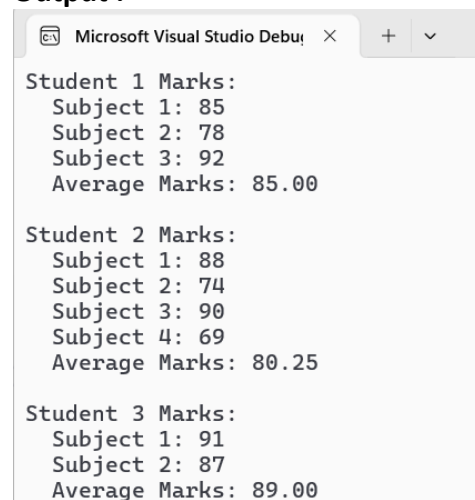 Microsoft Visual Studio Debu
Student 1 Marks:
Subject 1: 85
Subject 2: 78
Subject 3: 92
Average Marks: 85.00
Student 2 Marks:
Subject 1: 88
Subject 2: 74
Subject 3: 90
Subject 4: 69
Average Marks: 80.25
Student 3 Marks:
Subject 1: 91
Subject 2: 87
Average Marks: 89.00